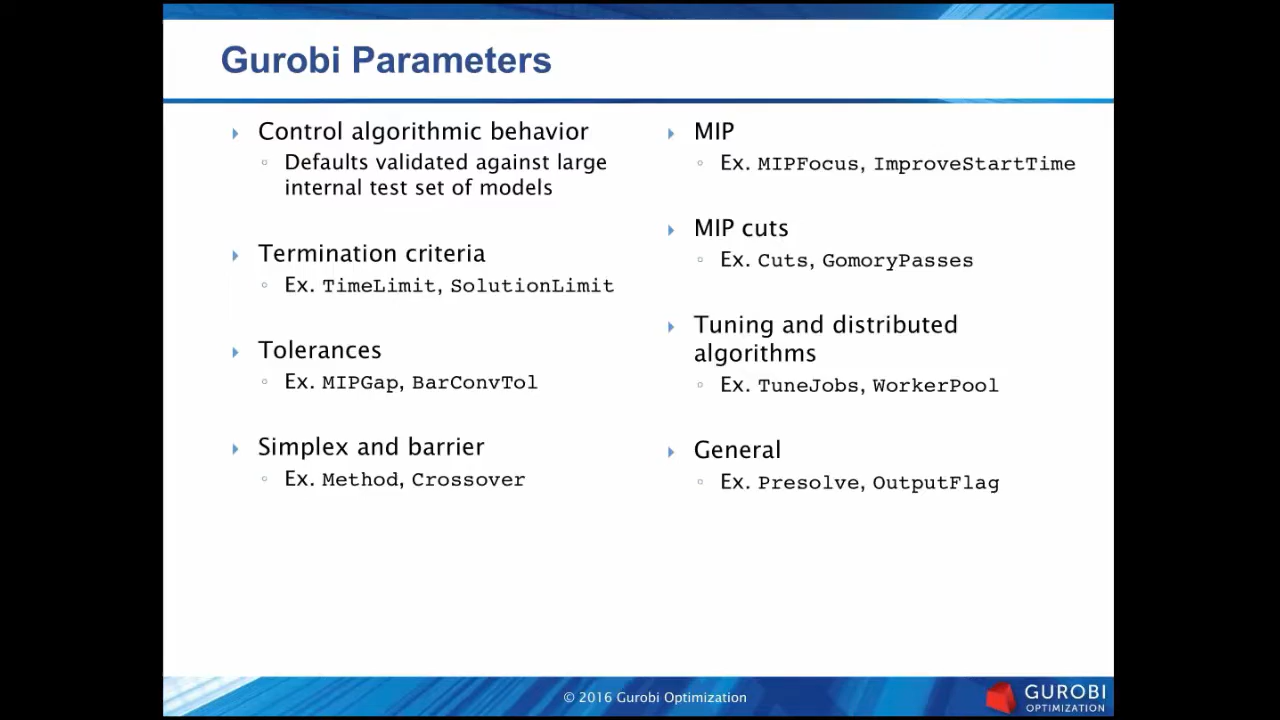 Gurobi Parameters
Control algorithmic behavior
Defaults validated against large
internal test set of models
Termination criteria
Ex. TimeLimit, SolutionLimit
Tolerances
Ex. MIPGap, BarConvTol
Simplex and barrier
Ex. Method, Crossover
MIP
Ex. MIPFocus, ImproveStartTime
MIP cuts
Ex. Cuts, GomoryPasses
Tuning and distributed
algorithms
Ex. TuneJobs, WorkerPool
General
Ex. Presolve, OutputFlag
© 2016 Gurobi Optimization
GUROBI
OPTIMIZATION